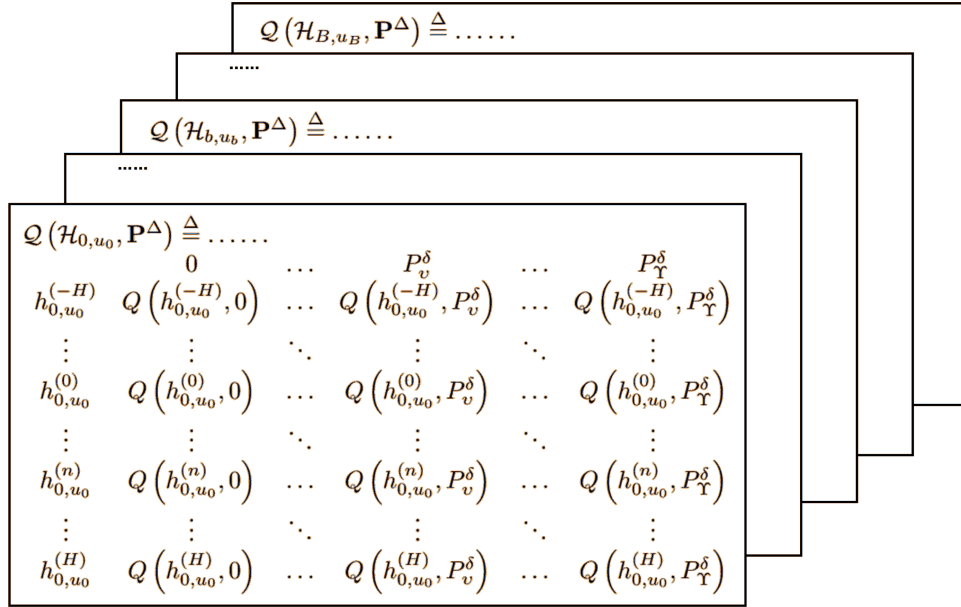 𝒬 (ℋ_{B,u_B}, 𝐏^Δ) ≜ ......
......
𝒬 (ℋ_{b,u_b}, 𝐏^Δ) ≜ ......
......
𝒬 (ℋ_{0,u_0}, 𝐏^Δ) ≜ ......
0 … P_υ^δ … P_Υ^δ
h_{0,u_0}^{(-H)} Q (h_{0,u_0}^{(-H)}, 0) … Q (h_{0,u_0}^{(-H)}, P_υ^δ) … Q (h_{0,u_0}^{(-H)}, P_Υ^δ)
⋮ ⋮ ⋱ ⋮ ⋱ ⋮
h_{0,u_0}^{(0)} Q (h_{0,u_0}^{(0)}, 0) … Q (h_{0,u_0}^{(0)}, P_υ^δ) … Q (h_{0,u_0}^{(0)}, P_Υ^δ)
⋮ ⋮ ⋱ ⋮ ⋱ ⋮
h_{0,u_0}^{(n)} Q (h_{0,u_0}^{(n)}, 0) … Q (h_{0,u_0}^{(n)}, P_υ^δ) … Q (h_{0,u_0}^{(n)}, P_Υ^δ)
⋮ ⋮ ⋱ ⋮ ⋱ ⋮
h_{0,u_0}^{(H)} Q (h_{0,u_0}^{(H)}, 0) … Q (h_{0,u_0}^{(H)}, P_υ^δ) … Q (h_{0,u_0}^{(H)}, P_Υ^δ)